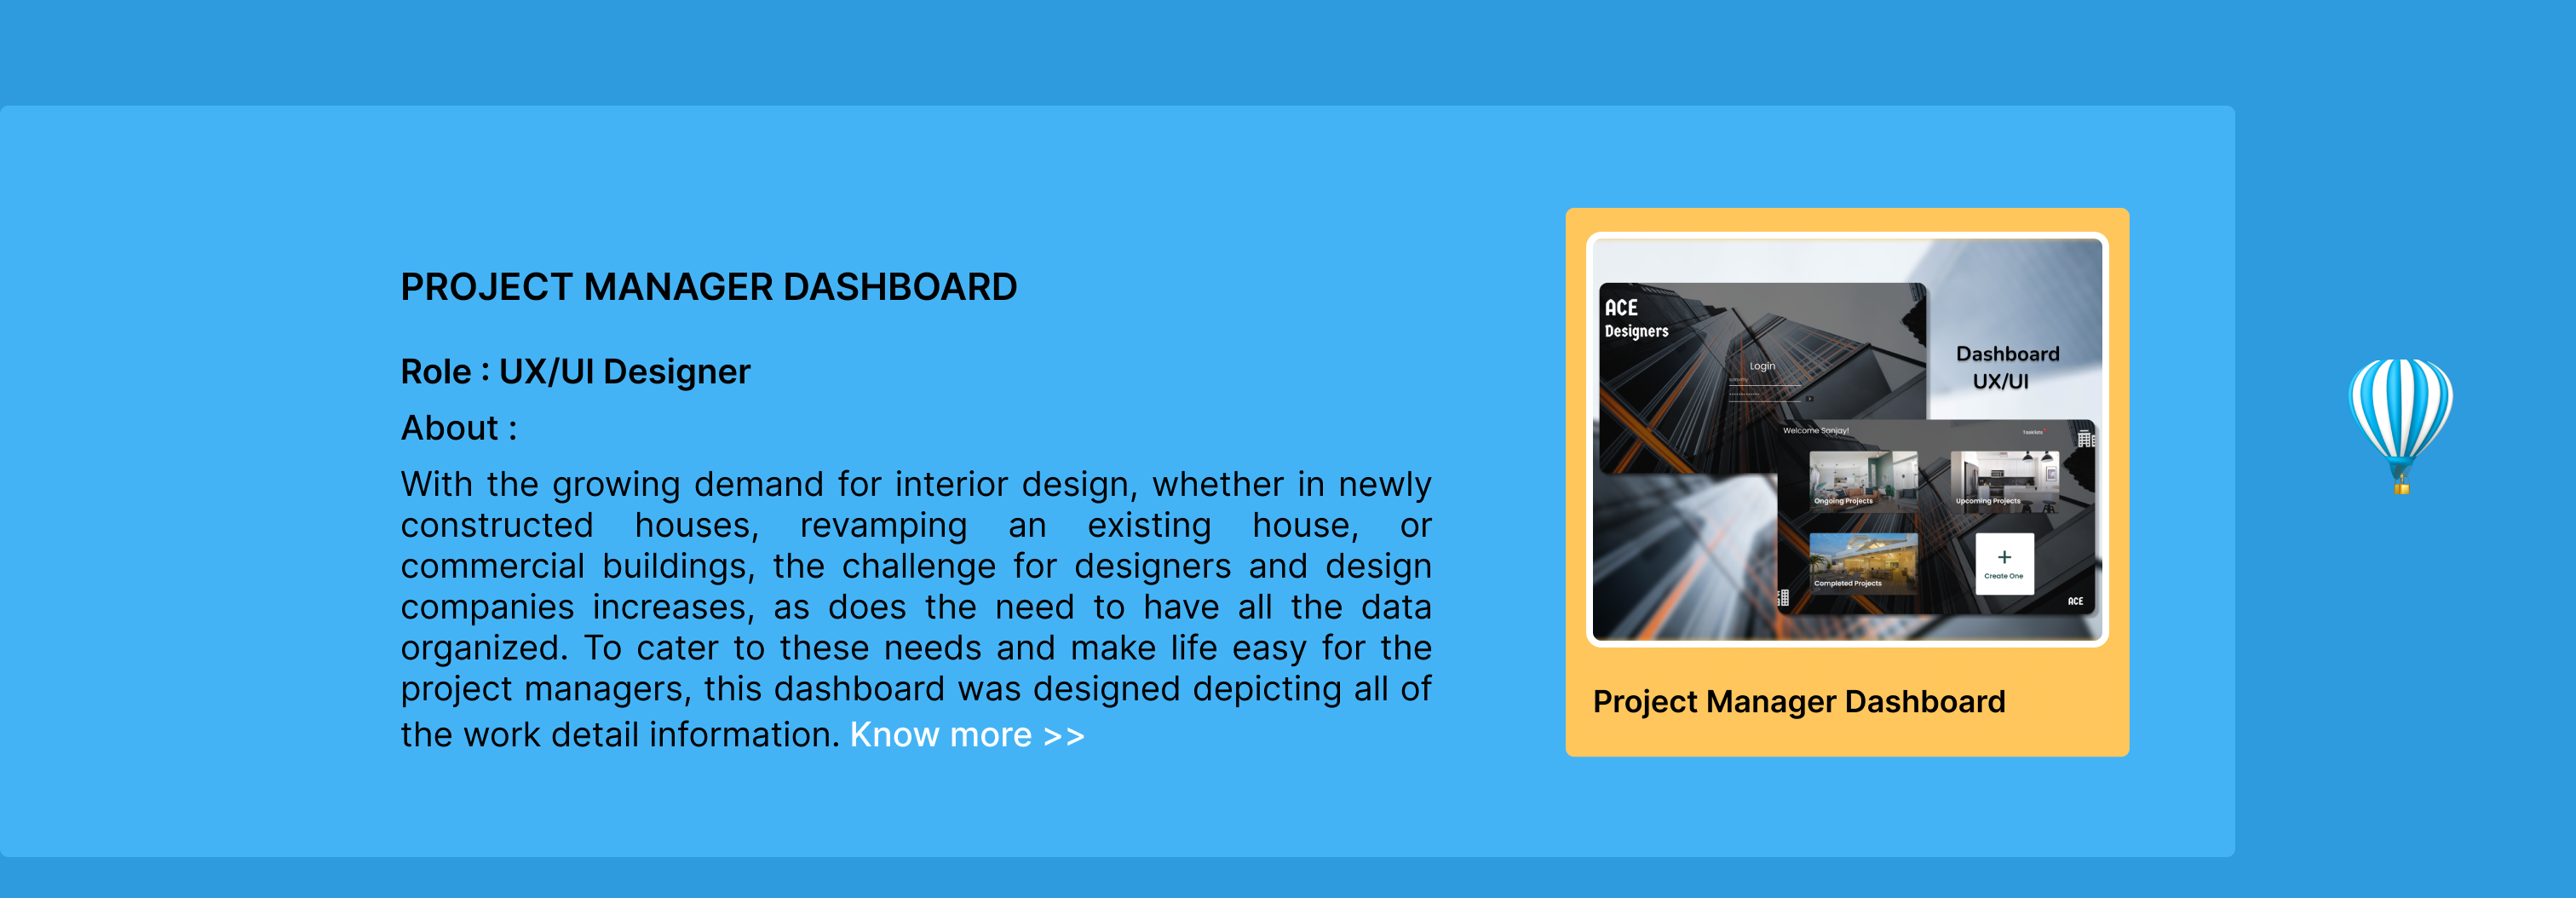 PROJECT MANAGER DASHBOARD
Role : UX/UI Designer
About :
With the growing demand for interior design, whether in newly
constructed houses, revamping an existing house, or
commercial buildings, the challenge for designers and design
companies increases, as does the need to have all the data
organized. To cater to these needs and make life easy for the
project managers, this dashboard was designed depicting all of
the work detail information. Know more >>
ACE
Designers
Login
Dashboard
UX/UI
Welcome Sanjay!
Ongoing Projects
Upcoming Projects
Completed Projects
+
Create One
ACE
Project Manager Dashboard